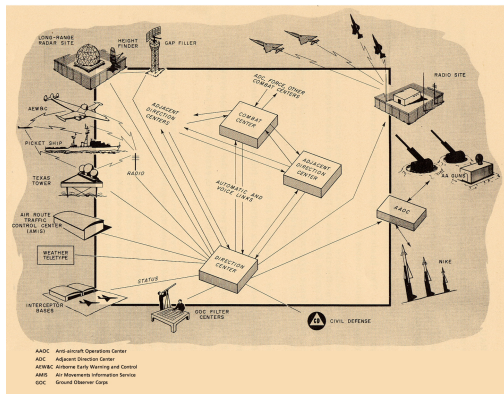 LONG-RANGE
RADAR SITE
HEIGHT
FINDER
GAP FILLER
ADC FORCE OTHER
COMBAT CENTERS
RADIO SITE
ADJACENT
DIRECTION
CENTERS
COMBAT
CENTER
AEW&C
PICKET SHIP
RADIO
ADJACENT
DIRECTION
CENTER
AA GUNS
TEXAS
TOWER
AUTOMATIC AND
VOICE LINKS
AADC
AIR ROUTE
TRAFFIC
CONTROL CENTER
(AMIS)
WEATHER
TELETYPE
DIRECTION
CENTER
NIKE
STATUS
INTERCEPTOR
BASES
GOC FILTER
CENTERS
CD
CIVIL DEFENSE
AAOC Anti-aircraft Operations Center
ADC Adjacent Direction Center
AEW&C Airborne Early Warning and Control
AMIS Air Movements Information Service
GOC Ground Observer Corps